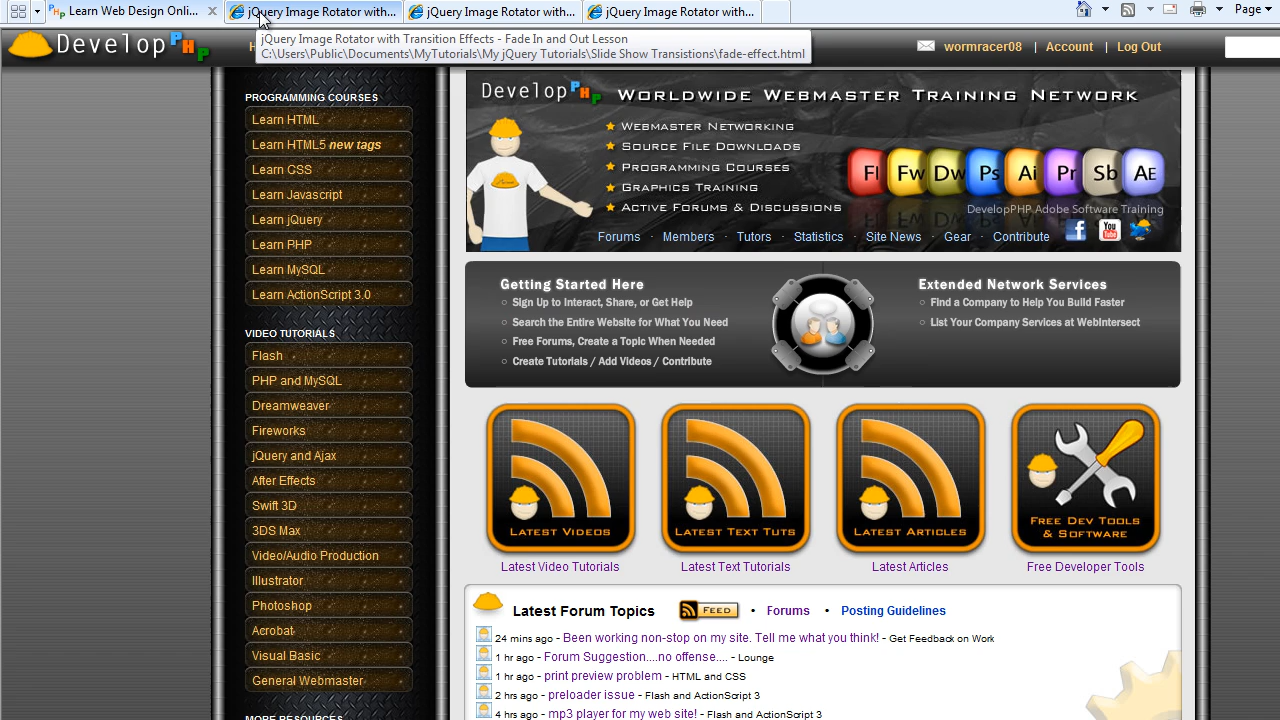 Learn Web Design Onli...
jQuery Image Rotator with...
jQuery Image Rotator with...
jQuery Image Rotator with...
Page
jQuery Image Rotator with Transition Effects - Fade In and Out Lesson
C:\Users\Public\Documents\MyTutorials\My jQuery Tutorials\Slide Show Transistions\fade-effect.html
Develop PHP
H
wormracer08 | Account | Log Out
PROGRAMMING COURSES
Learn HTML
Learn HTML5 new tags
Learn CSS
Learn Javascript
Learn jQuery
Learn PHP
Learn MySQL
Learn ActionScript 3.0
VIDEO TUTORIALS
Flash
PHP and MySQL
Dreamweaver
Fireworks
jQuery and Ajax
After Effects
Swift 3D
3DS Max
Video/Audio Production
Illustrator
Photoshop
Acrobat
Visual Basic
General Webmaster
MORE RESOURCES
Develop PHP Worldwide Webmaster Training Network
Webmaster Networking
Source File Downloads
Programming Courses
Graphics Training
Active Forums & Discussions
Fl Fw Dw Ps Ai Pr Sb AE
DevelopPHP Adobe Software Training
Forums · Members · Tutors · Statistics · Site News · Gear · Contribute
You Tube
Getting Started Here
Sign Up to Interact, Share, or Get Help
Search the Entire Website for What You Need
Free Forums, Create a Topic When Needed
Create Tutorials / Add Videos / Contribute
Extended Network Services
Find a Company to Help You Build Faster
List Your Company Services at WebIntersect
Latest Videos
Latest Text Tuts
Latest Articles
Free Dev Tools & Software
Latest Video Tutorials
Latest Text Tutorials
Latest Articles
Free Developer Tools
Latest Forum Topics FEED • Forums • Posting Guidelines
24 mins ago - Been working non-stop on my site. Tell me what you think! - Get Feedback on Work
1 hr ago - Forum Suggestion....no offense... - Lounge
1 hr ago - print preview problem - HTML and CSS
2 hrs ago - preloader issue - Flash and ActionScript 3
4 hrs ago - mp3 player for my web site! - Flash and ActionScript 3